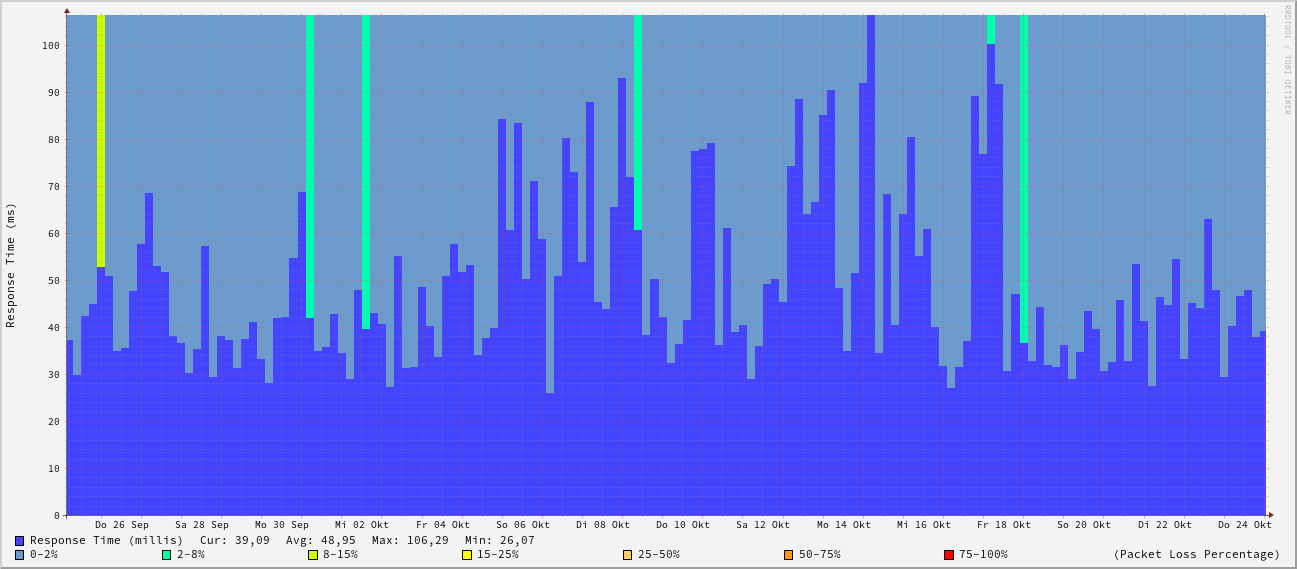 RRDTOOL / TOBI OETIKER
Response Time (ms)
100
90
80
70
60
50
40
30
20
10
0
Do 26 Sep Sa 28 Sep Mo 30 Sep Mi 02 Okt Fr 04 Okt So 06 Okt Di 08 Okt Do 10 Okt Sa 12 Okt Mo 14 Okt Mi 16 Okt Fr 18 Okt So 20 Okt Di 22 Okt Do 24 Okt
Response Time (millis) Cur: 39,09 Avg: 48,95 Max: 106,29 Min: 26,07
0-2% 2-8% 8-15% 15-25% 25-50% 50-75% 75-100% (Packet Loss Percentage)